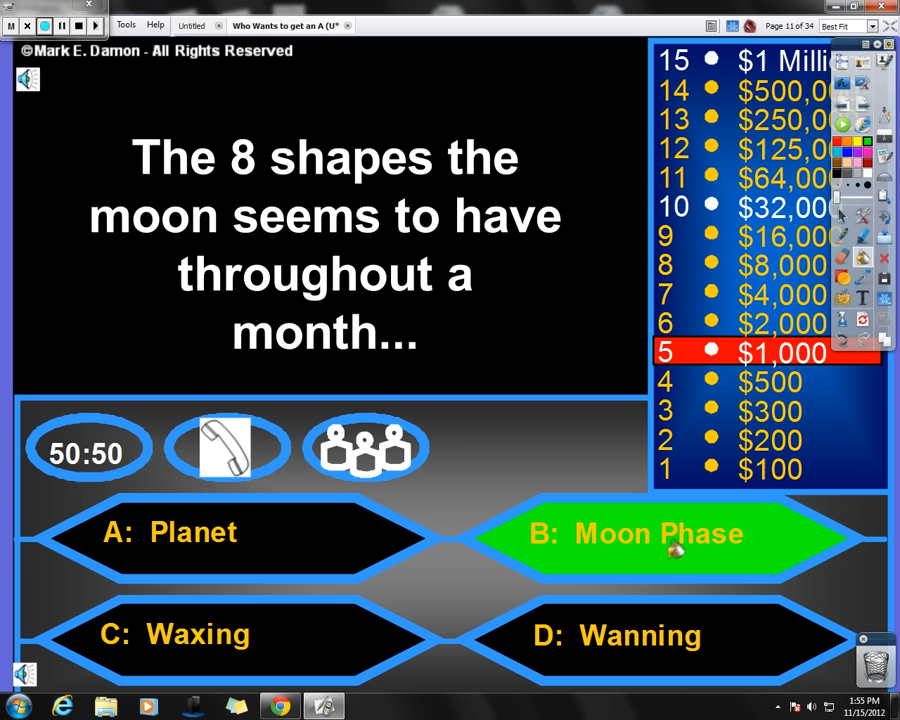 M
Tools
Help
Untitled
Who Wants to get an A (U*
Page 11 of 34
Best Fit
©Mark E. Damon - All Rights Reserved
The 8 shapes the
moon seems to have
throughout a
month...
15 $1 Milli
14 $500,0
13 $250,0
12 $125,0
11 $64,00
10 $32,00
9 $16,00
8 $8,000
7 $4,000
6 $2,000
5 $1,000
4 $500
3 $300
2 $200
1 $100
50:50
A: Planet
B: Moon Phase
C: Waxing
D: Wanning
T
1:55 PM
11/15/2012